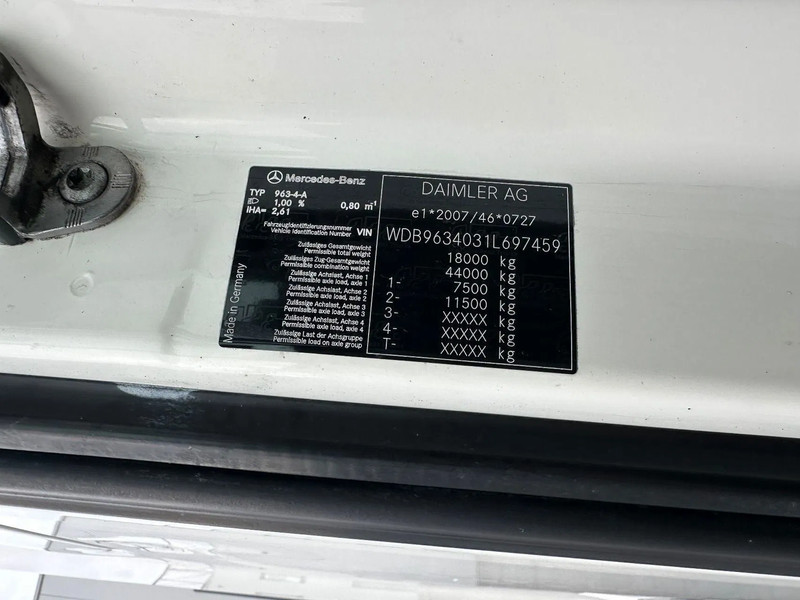 Mercedes-Benz
TYP 963-4-A
1,00 % 0,80 m⁻¹
IHA= 2,61
Fahrzeugidentifizierungsnummer
Vehicle Identification Number VIN
Zulässiges Gesamtgewicht
Permissible total weight
Zulässiges Zug-Gesamtgewicht
Permissible combination weight
Zulässige Achslast, Achse 1
Permissible axle load, axle 1
Zulässige Achslast, Achse 2
Permissible axle load, axle 2
Zulässige Achslast, Achse 3
Permissible axle load, axle 3
Zulässige Achslast, Achse 4
Permissible axle load, axle 4
Zulässige Last der Achsgruppe
Permissible load on axle group
Made in Germany
DAIMLER AG
e1*2007/46*0727
WDB9634031L697459
18000 kg
44000 kg
1- 7500 kg
2- 11500 kg
3- XXXXX kg
4- XXXXX kg
T- XXXXX kg